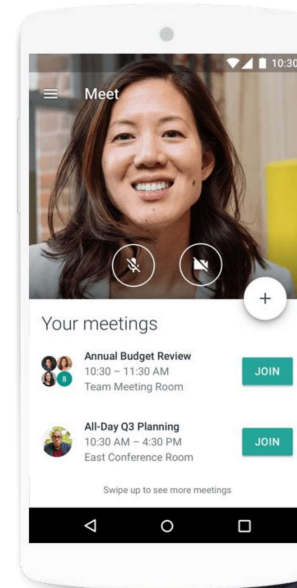 10:30
Meet
Your meetings
8
Annual Budget Review
10:30 – 11:30 AM
Team Meeting Room
JOIN
All-Day Q3 Planning
10:30 AM – 4:30 PM
East Conference Room
JOIN
Swipe up to see more meetings